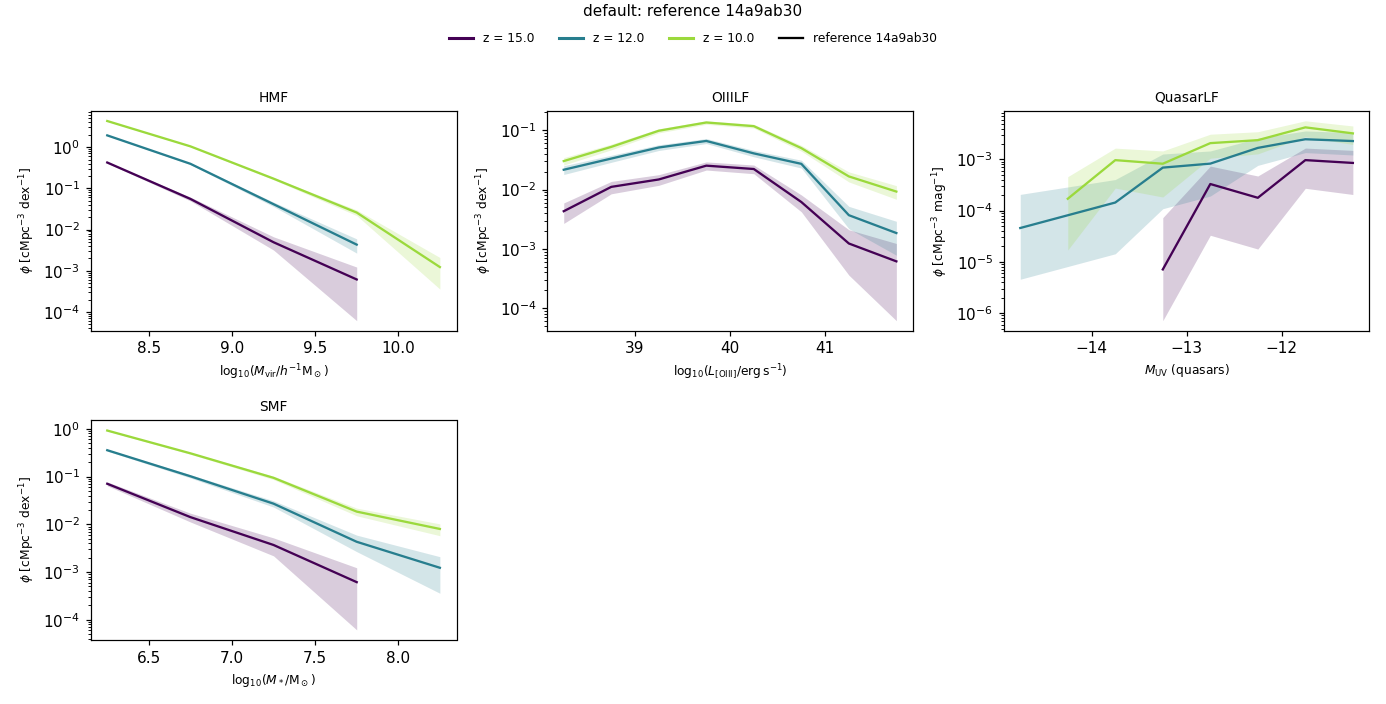 default: reference 14a9ab30
z = 15.0 z = 12.0 z = 10.0 reference 14a9ab30
HMF
ϕ [cMpc⁻³ dex⁻¹]
10⁰
10⁻¹
10⁻²
10⁻³
10⁻⁴
8.5 9.0 9.5 10.0
log₁₀(M_vir/h⁻¹M⊙)
OIIILF
ϕ [cMpc⁻³ dex⁻¹]
10⁻¹
10⁻²
10⁻³
10⁻⁴
39 40 41
log₁₀(L_[OIII]/erg s⁻¹)
QuasarLF
ϕ [cMpc⁻³ mag⁻¹]
10⁻³
10⁻⁴
10⁻⁵
10⁻⁶
−14 −13 −12
M_UV (quasars)
SMF
ϕ [cMpc⁻³ dex⁻¹]
10⁰
10⁻¹
10⁻²
10⁻³
10⁻⁴
6.5 7.0 7.5 8.0
log₁₀(M_*/M⊙)